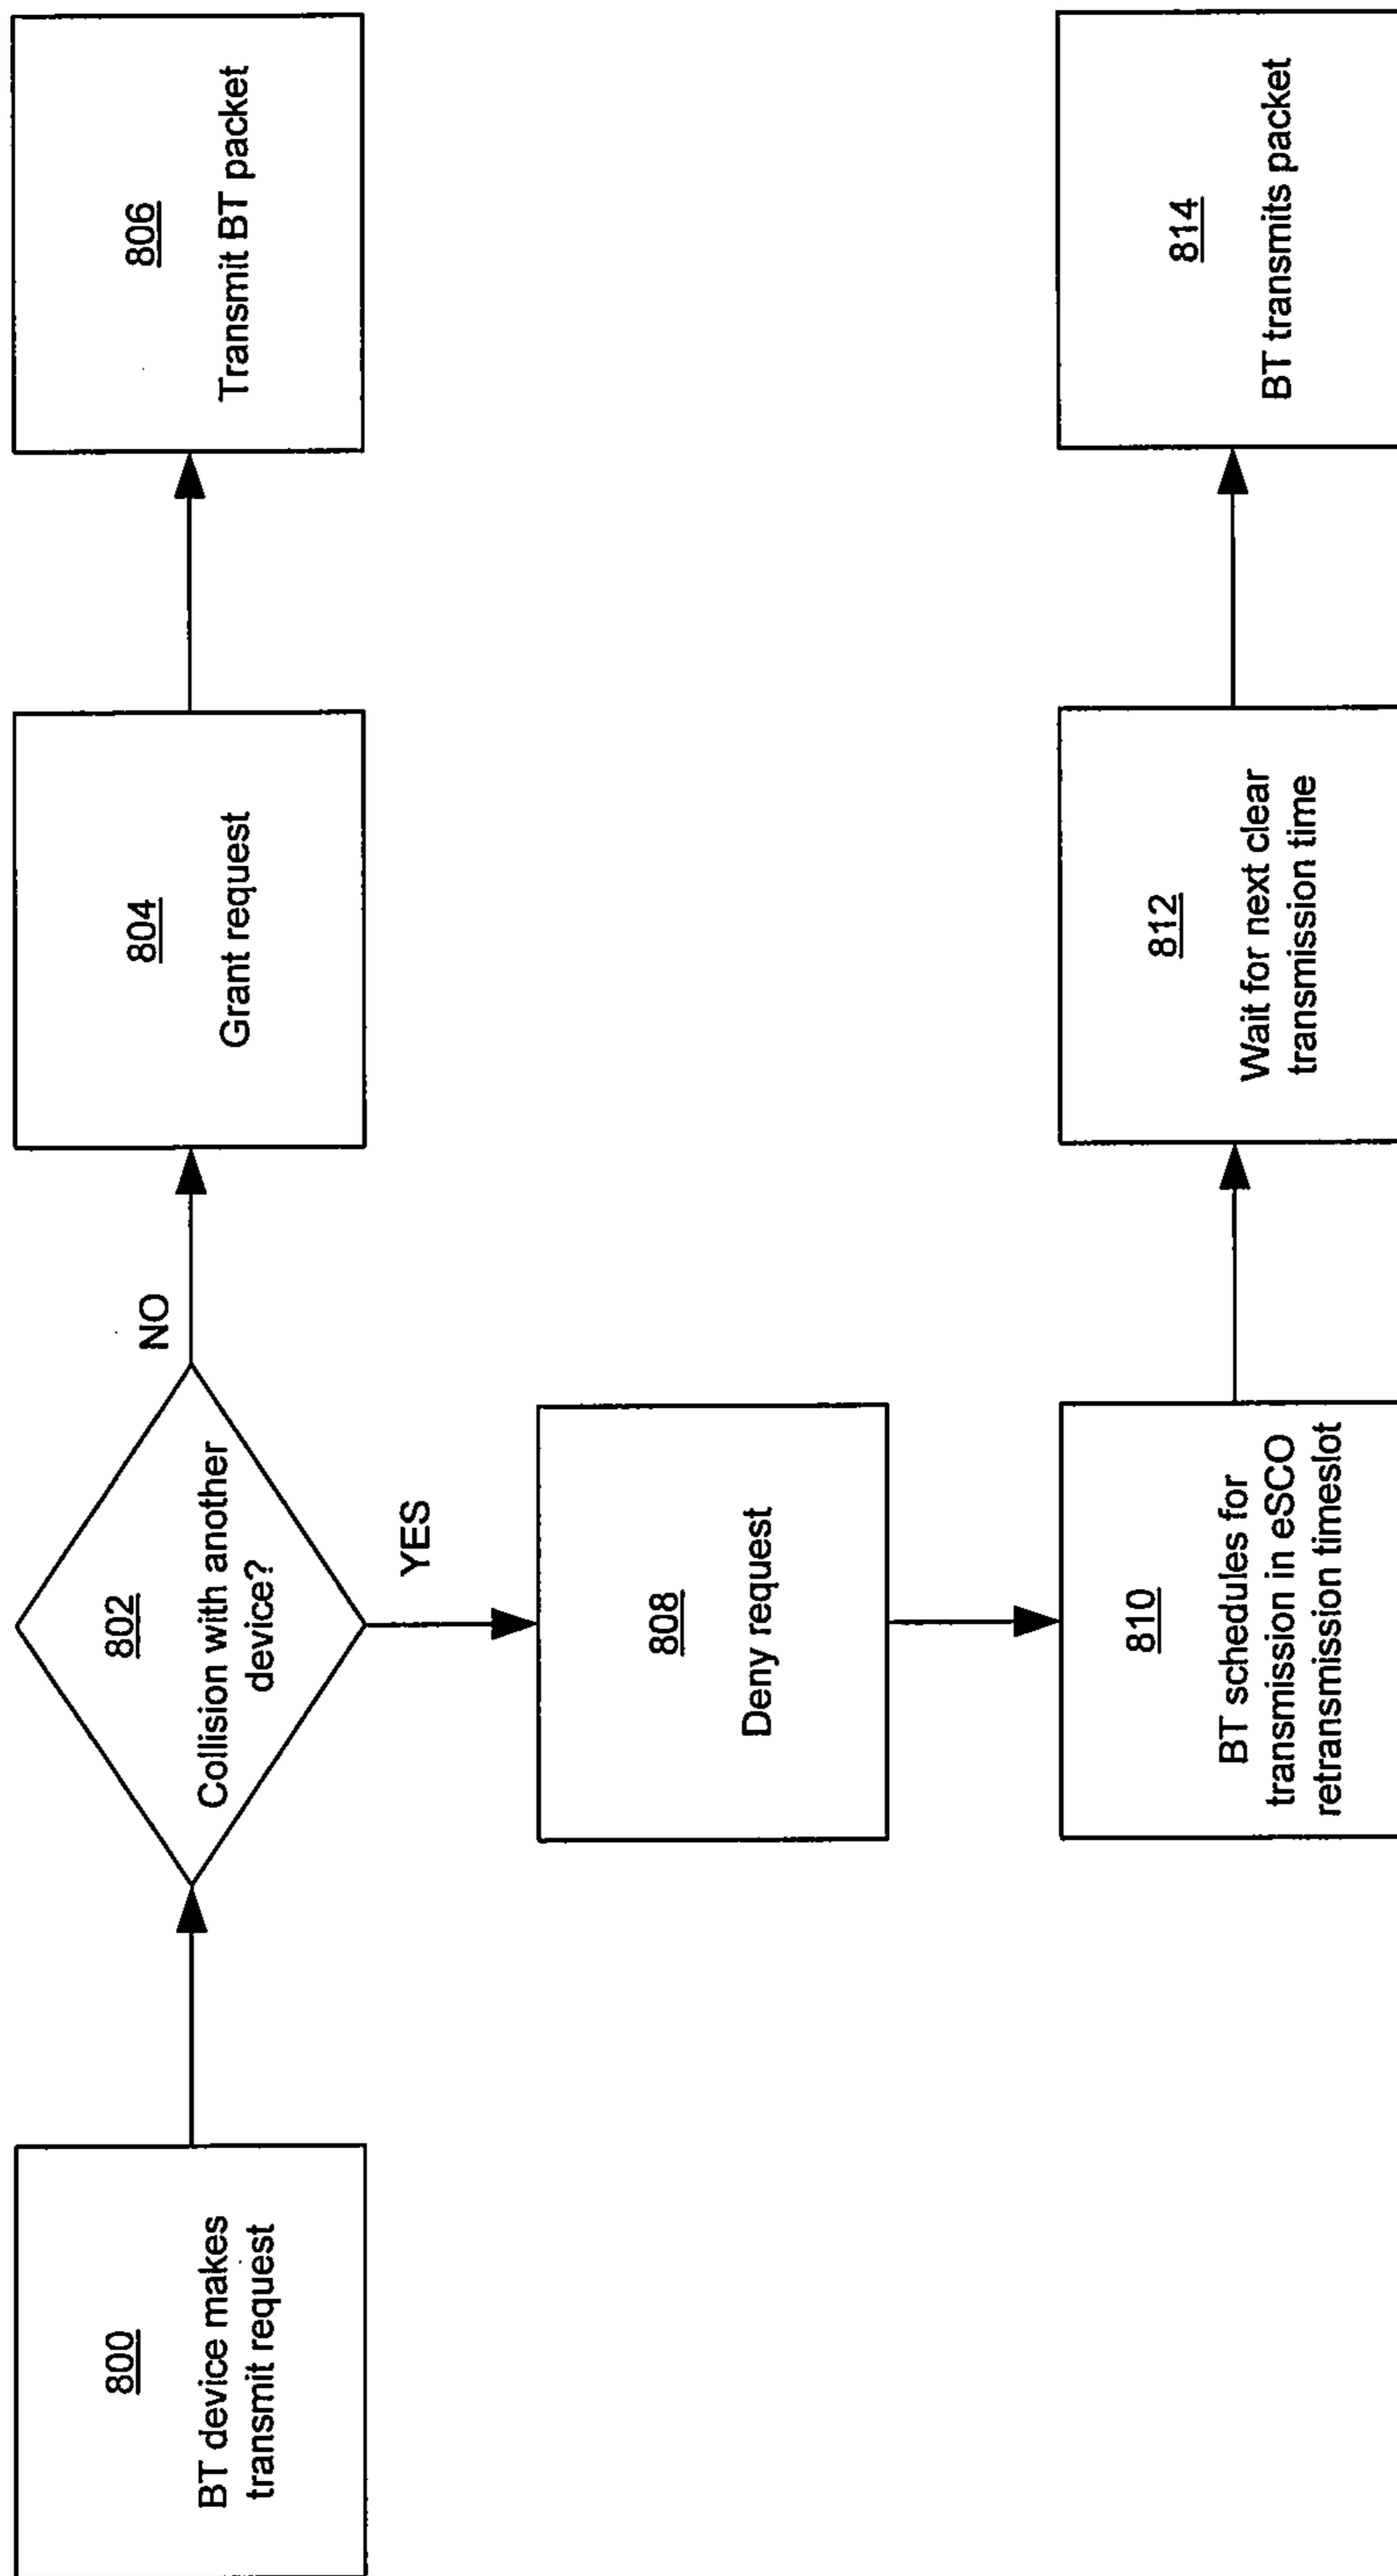 800
BT device makes
transmit request
802
Collision with another
device?
NO
804
Grant request
806
Transmit BT packet
YES
808
Deny request
810
BT schedules for
transmission in eSCO
retransmission timeslot
812
Wait for next clear
transmission time
814
BT transmits packet